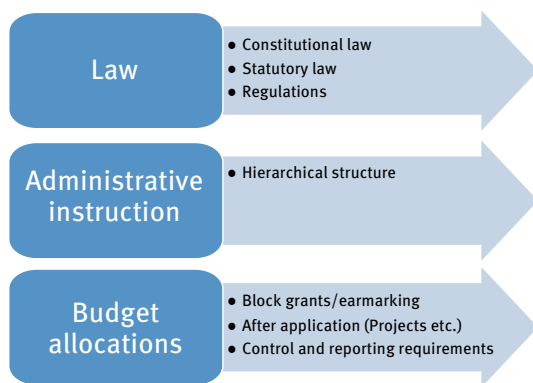 Law
● Constitutional law
● Statutory law
● Regulations
Administrative
instruction
● Hierarchical structure
Budget
allocations
● Block grants/earmarking
● After application (Projects etc.)
● Control and reporting requirements